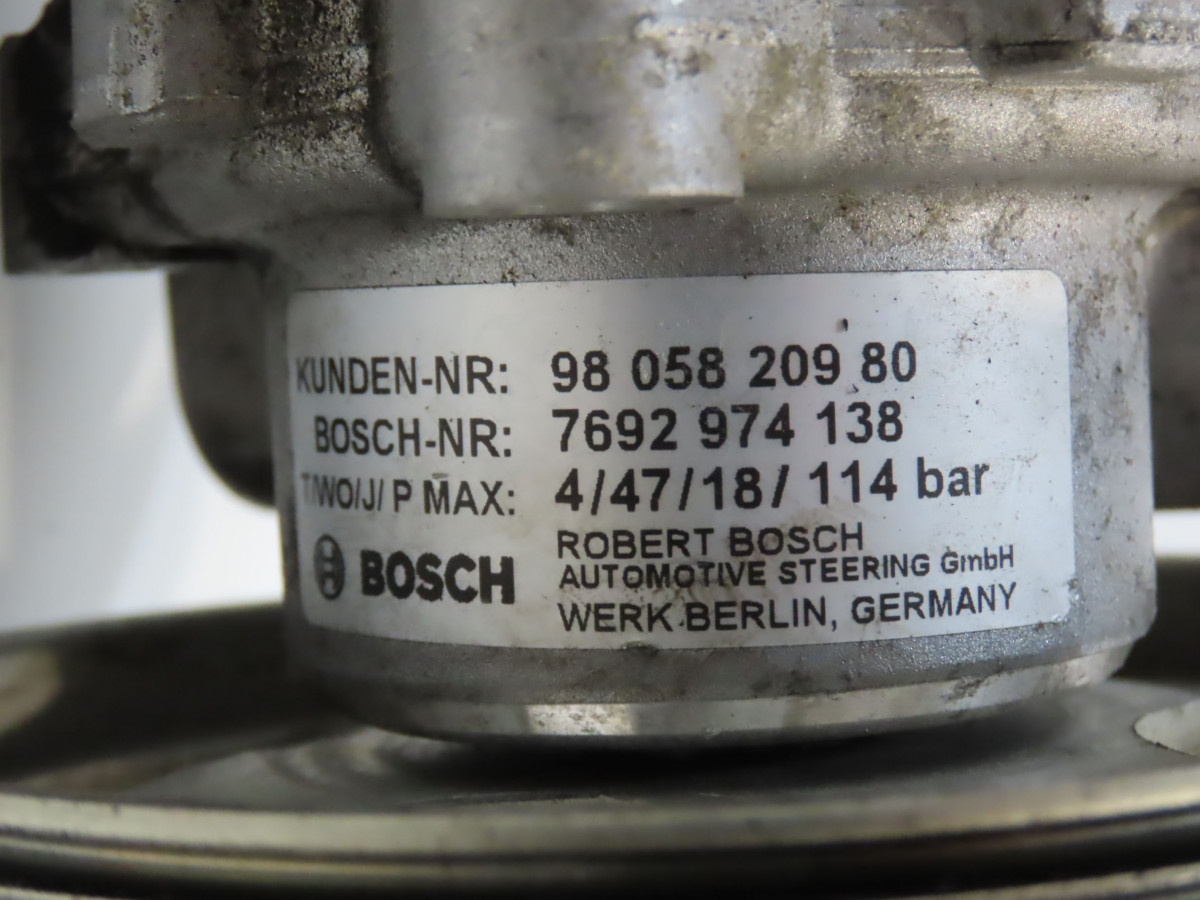 KUNDEN-NR: 98 058 209 80
BOSCH-NR: 7692 974 138
T/WO/J/ P MAX: 4/47/18/ 114 bar
BOSCH
ROBERT BOSCH
AUTOMOTIVE STEERING GmbH
WERK BERLIN, GERMANY